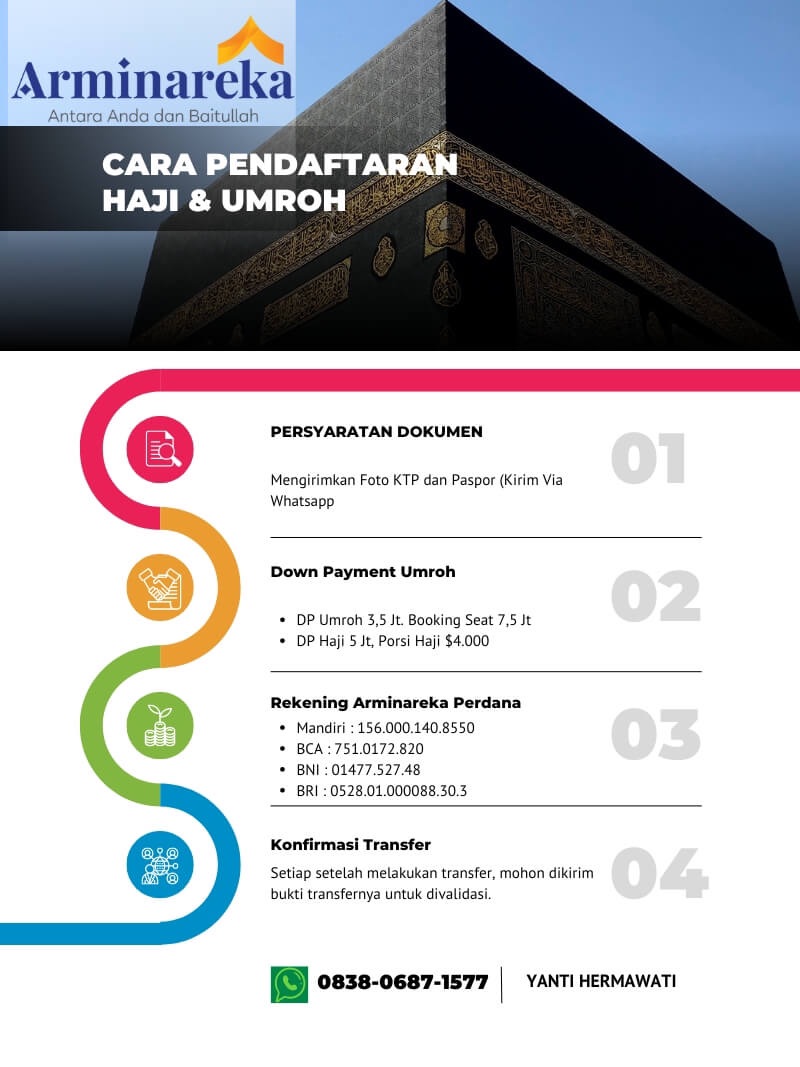 Arminareka
Antara Anda dan Baitullah
CARA PENDAFTARAN
HAJI & UMROH
PERSYARATAN DOKUMEN
01
Mengirimkan Foto KTP dan Paspor (Kirim Via
Whatsapp
Down Payment Umroh
02
• DP Umroh 3,5 Jt. Booking Seat 7,5 Jt
• DP Haji 5 Jt, Porsi Haji $4.000
Rekening Arminareka Perdana
03
• Mandiri : 156.000.140.8550
• BCA : 751.0172.820
• BNI : 01477.527.48
• BRI : 0528.01.000088.30.3
Konfirmasi Transfer
04
Setiap setelah melakukan transfer, mohon dikirim
bukti transfernya untuk divalidasi.
0838-0687-1577 YANTI HERMAWATI